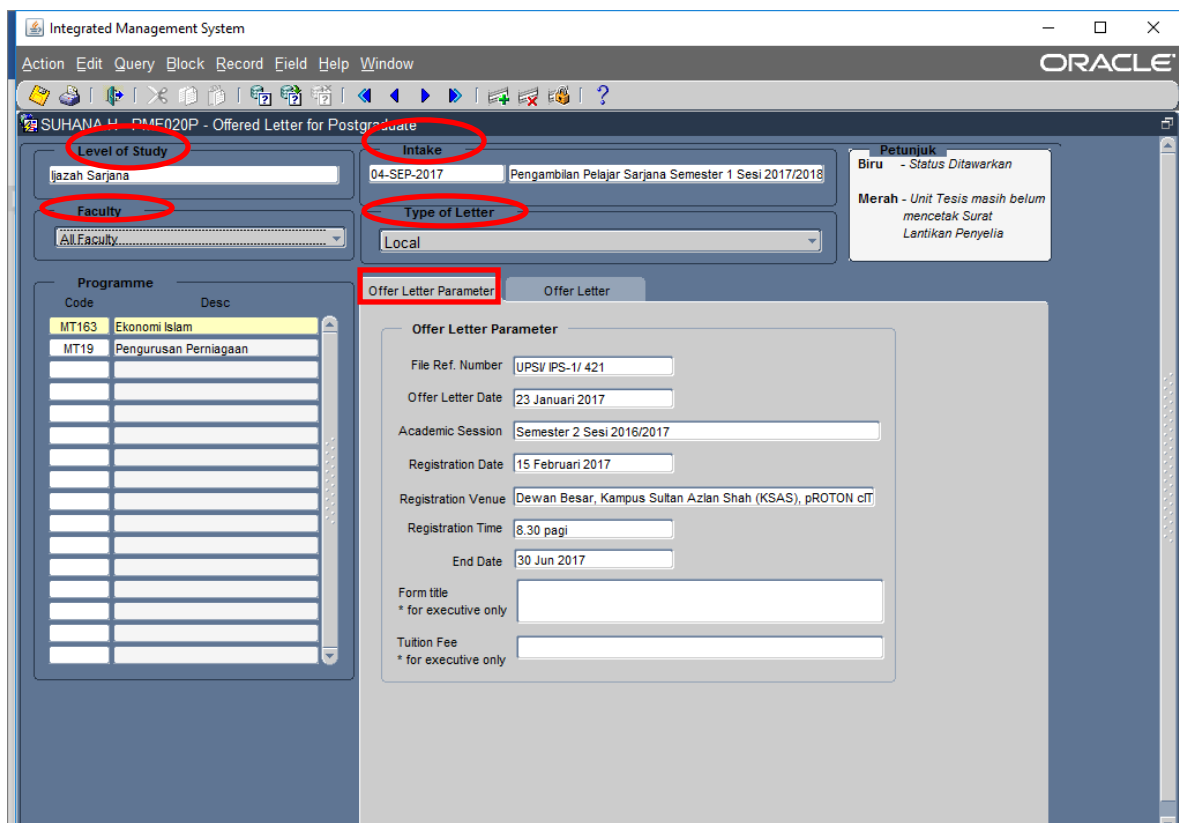 Integrated Management System
Action Edit Query Block Record Field Help Window
ORACLE
SUHANA.H - PMF020P - Offered Letter for Postgraduate
Level of Study
Ijazah Sarjana
Intake
04-SEP-2017 Pengambilan Pelajar Sarjana Semester 1 Sesi 2017/2018
Petunjuk
Biru - Status Ditawarkan
Merah - Unit Tesis masih belum
mencetak Surat
Lantikan Penyelia
Faculty
All Faculty
Type of Letter
Local
Programme
Code Desc
MT163 Ekonomi Islam
MT19 Pengurusan Perniagaan
Offer Letter Parameter Offer Letter
Offer Letter Parameter
File Ref. Number UPSI/ IPS-1/ 421
Offer Letter Date 23 Januari 2017
Academic Session Semester 2 Sesi 2016/2017
Registration Date 15 Februari 2017
Registration Venue Dewan Besar, Kampus Sultan Azlan Shah (KSAS), pROTON cIT
Registration Time 8.30 pagi
End Date 30 Jun 2017
Form title
* for executive only
Tuition Fee
* for executive only